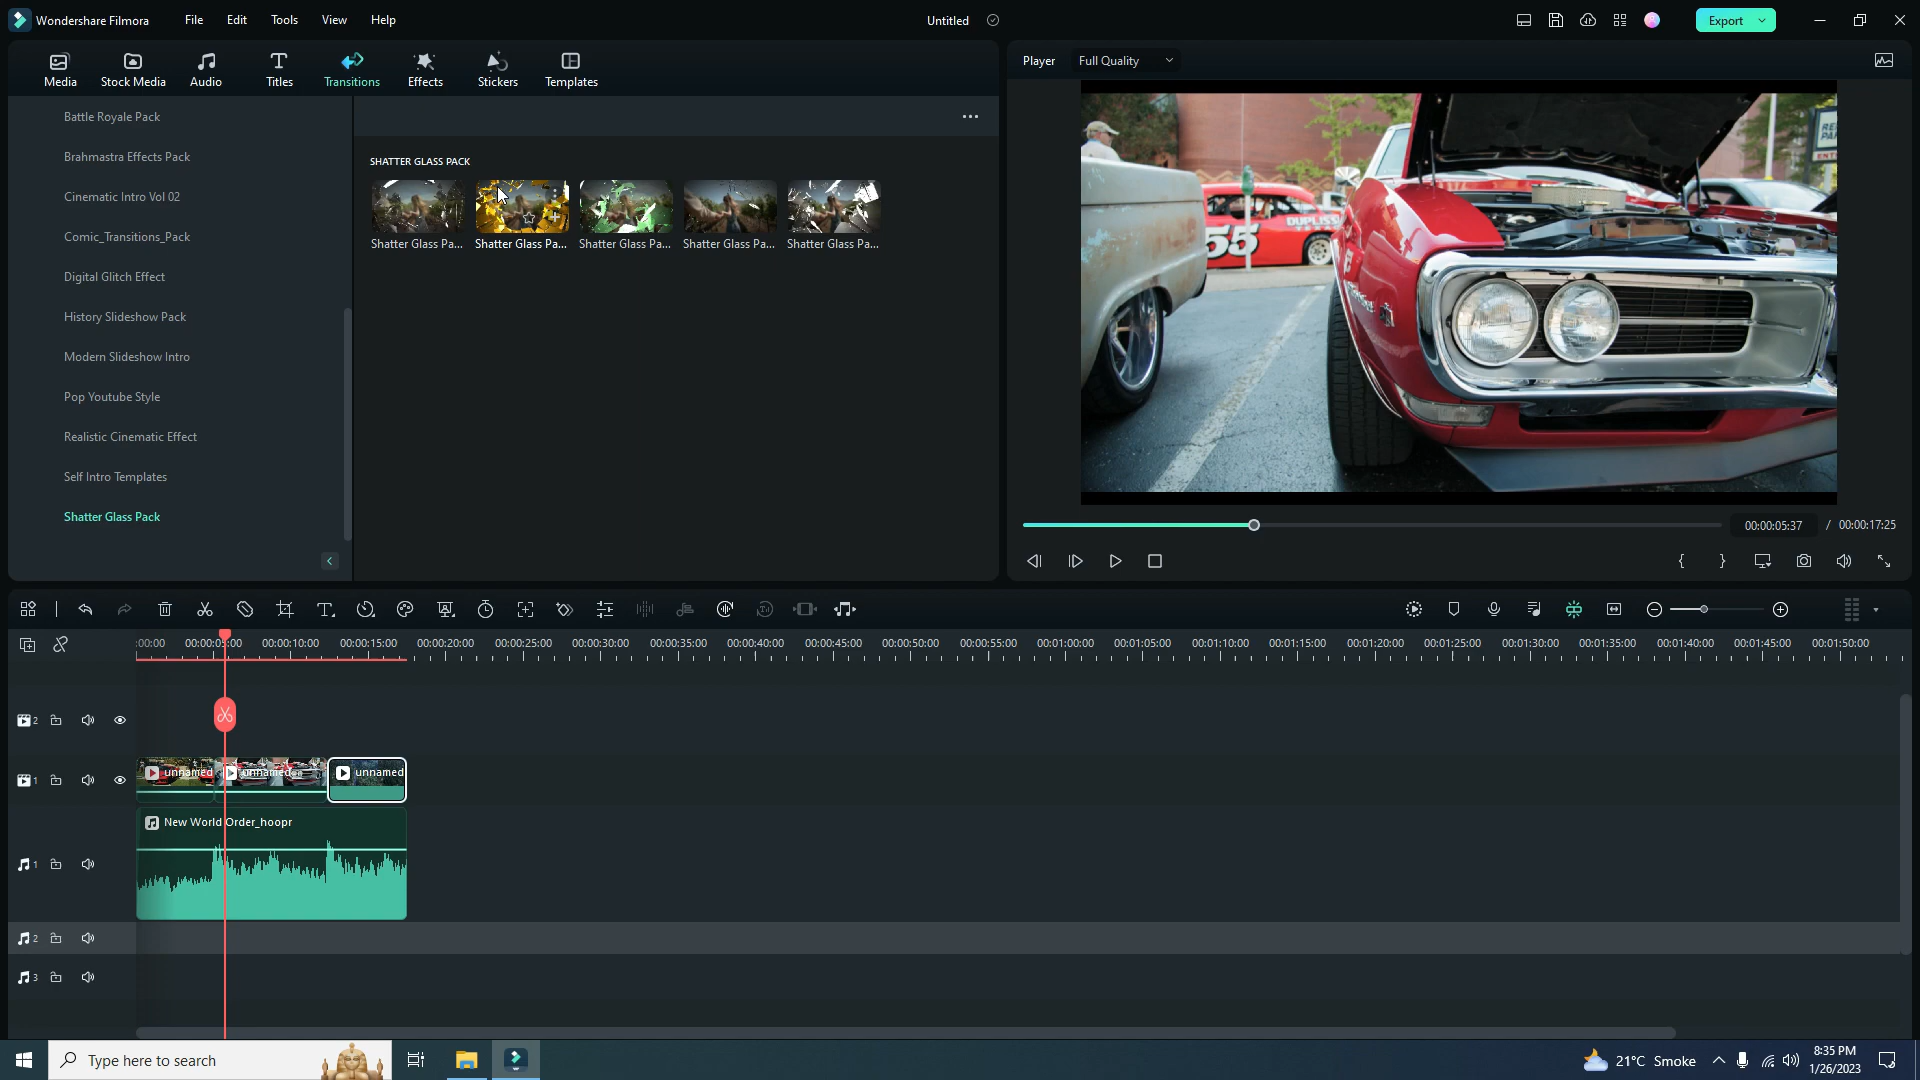 Wondershare Filmora
File
Edit
Tools
View
Help
Untitled
Export
Media
Stock Media
Audio
Titles
Transitions
Effects
Stickers
Templates
Player
Full Quality
Battle Royale Pack
Brahmastra Effects Pack
Cinematic Intro Vol 02
Comic_Transitions_Pack
Digital Glitch Effect
History Slideshow Pack
Modern Slideshow Intro
Pop Youtube Style
Realistic Cinematic Effect
Self Intro Templates
Shatter Glass Pack
SHATTER GLASS PACK
Shatter Glass Pa...
Shatter Glass Pa...
Shatter Glass Pa...
Shatter Glass Pa...
Shatter Glass Pa...
55
00:00:05:37 / 00:00:17:25
:00:00
00:00:05:00
00:00:10:00
00:00:15:00
00:00:20:00
00:00:25:00
00:00:30:00
00:00:35:00
00:00:40:00
00:00:45:00
00:00:50:00
00:00:55:00
00:01:00:00
00:01:05:00
00:01:10:00
00:01:15:00
00:01:20:00
00:01:25:00
00:01:30:00
00:01:35:00
00:01:40:00
00:01:45:00
00:01:50:00
2
1
unnamed
unnamed
unnamed
New World Order_hoopr
1
2
3
Type here to search
21°C Smoke
8:35 PM
1/26/2023